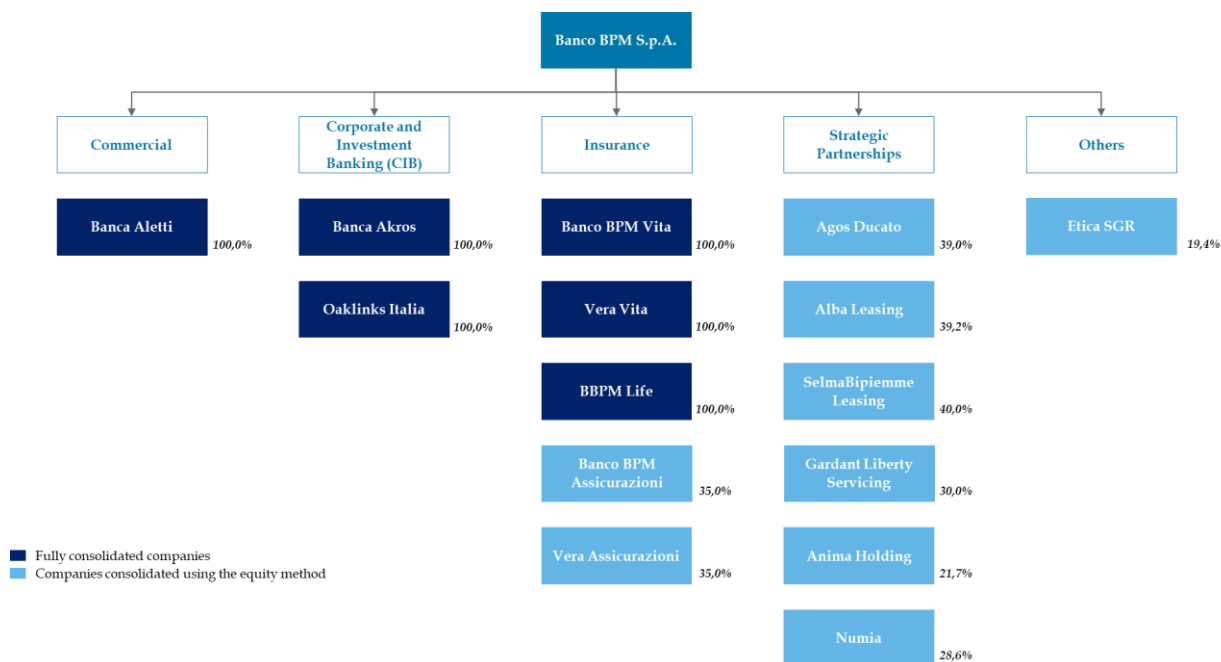 Banco BPM S.p.A.
Commercial
Corporate and
Investment
Banking (CIB)
Insurance
Strategic
Partnerships
Others
Banca Aletti
100,0%
Banca Akros
100,0%
Banco BPM Vita
100,0%
Agos Ducato
39,0%
Etica SGR
19,4%
Oaklinks Italia
100,0%
Vera Vita
100,0%
Alba Leasing
39,2%
BBPM Life
100,0%
SelmaBipiemme
Leasing
40,0%
Banco BPM
Assicurazioni
35,0%
Gardant Liberty
Servicing
30,0%
Vera Assicurazioni
35,0%
Anima Holding
21,7%
Numia
28,6%
Fully consolidated companies
Companies consolidated using the equity method